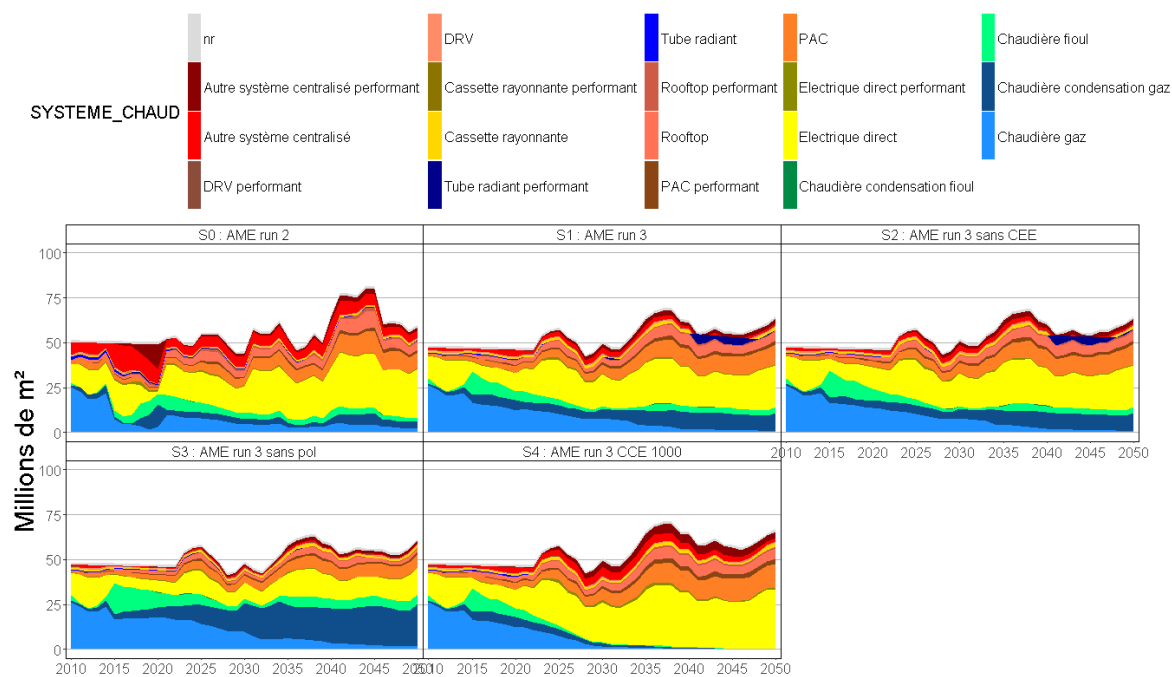 nr
DRV
Tube radiant
PAC
Chaudière fioul
Autre système centralisé performant
Cassette rayonnante performant
Rooftop performant
Electrique direct performant
Chaudière condensation gaz
SYSTEME_CHAUD
Autre système centralisé
Cassette rayonnante
Rooftop
Electrique direct
Chaudière gaz
DRV performant
Tube radiant performant
PAC performant
Chaudière condensation fioul
S0 : AME run 2
S1 : AME run 3
S2 : AME run 3 sans CEE
100
75
50
25
0
2010 2015 2020 2025 2030 2035 2040 2045 2050
S3 : AME run 3 sans pol
S4 : AME run 3 CCE 1000
100
75
50
25
0
2010 2015 2020 2025 2030 2035 2040 2045
2010 2015 2020 2025 2030 2035 2040 2045 2050
Millions de m²